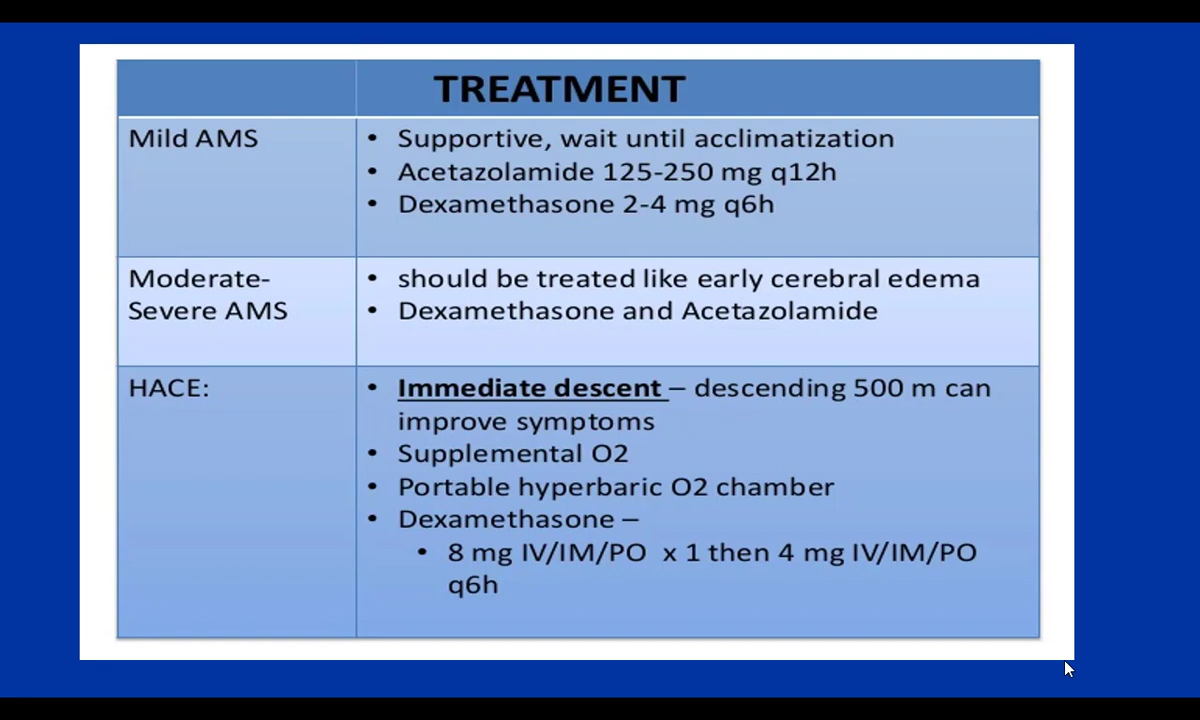 TREATMENT
Mild AMS
• Supportive, wait until acclimatization
• Acetazolamide 125-250 mg q12h
• Dexamethasone 2-4 mg q6h
Moderate-
Severe AMS
• should be treated like early cerebral edema
• Dexamethasone and Acetazolamide
HACE:
• Immediate descent – descending 500 m can
improve symptoms
• Supplemental O2
• Portable hyperbaric O2 chamber
• Dexamethasone –
• 8 mg IV/IM/PO x 1 then 4 mg IV/IM/PO
q6h